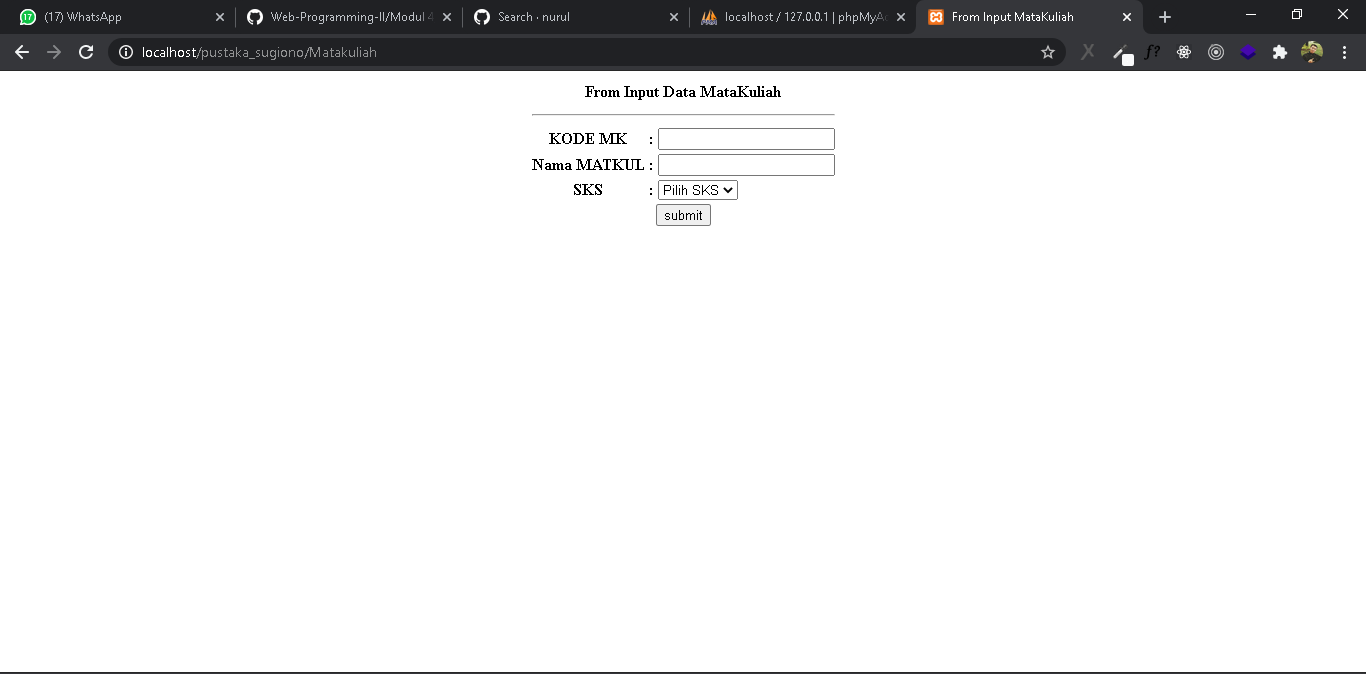 (17) WhatsApp
Web-Programming-II/Modul 4
Search · nurul
localhost / 127.0.0.1 | phpMyAc
From Input MataKuliah
localhost/pustaka_sugiono/Matakuliah
From Input Data MataKuliah
KODE MK :
Nama MATKUL :
SKS : Pilih SKS
submit